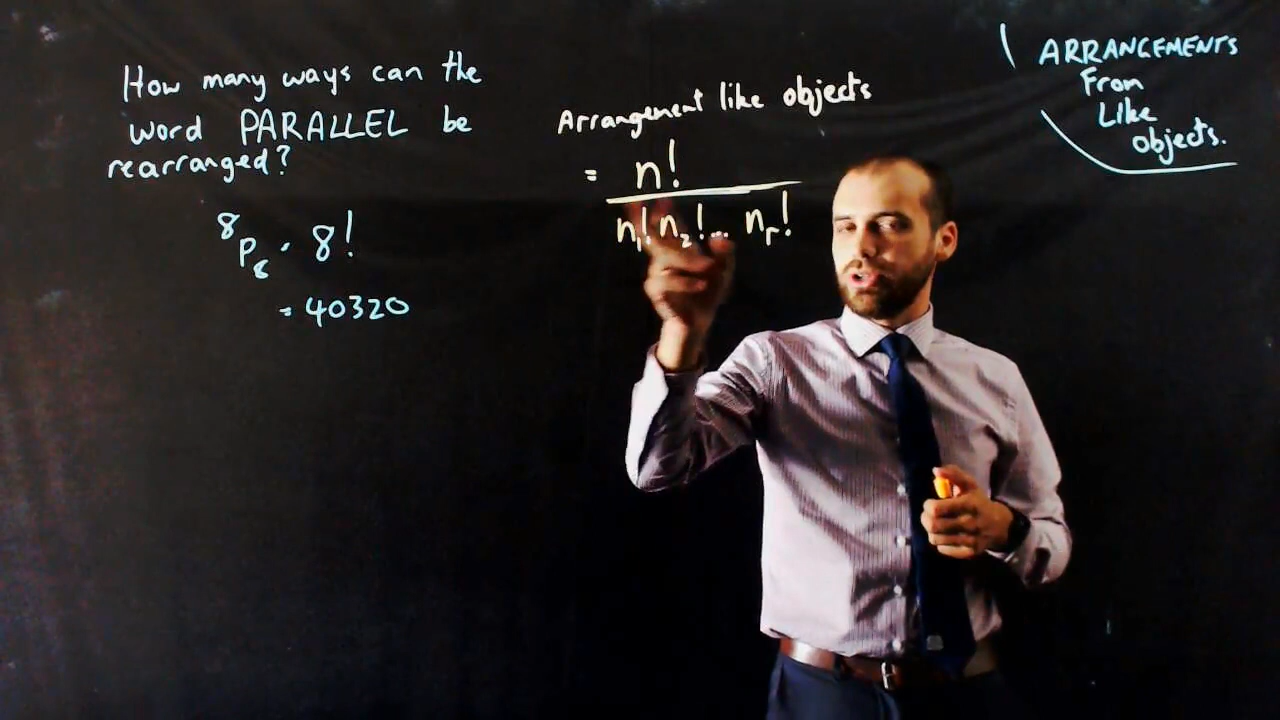 How many ways can the
word PARALLEL be
rearranged?
⁸P₈ = 8!
= 40320
Arrangement like objects
= n!
n₁! n₂! ... nᵣ!
ARRANGEMENTS
From
Like
objects.